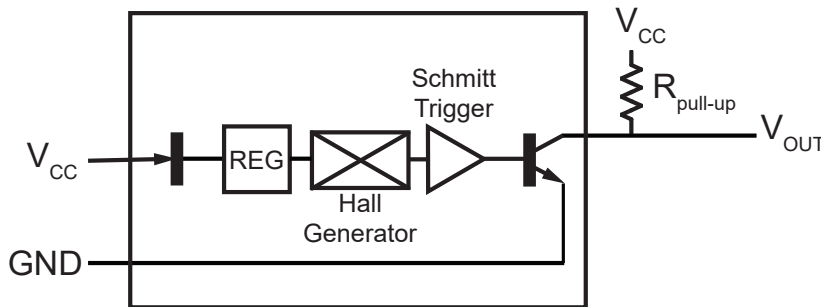 V_CC
R_pull-up
Schmitt
Trigger
V_OUT
V_CC
REG
Hall
Generator
GND